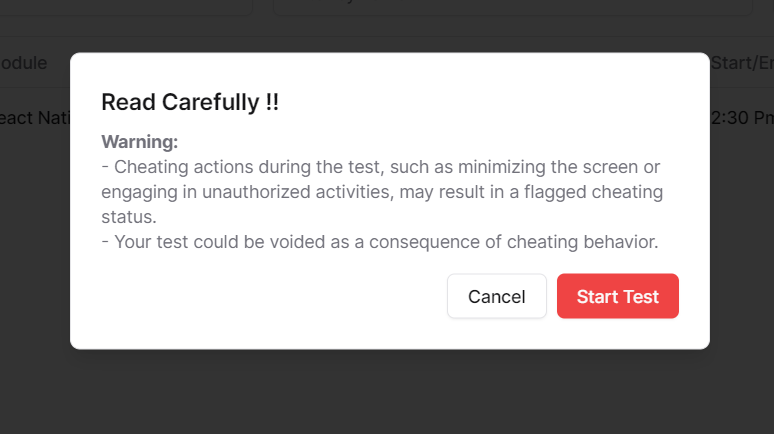 odule
Start/En
eact Nati
2:30 Pm
Read Carefully !!
Warning:
- Cheating actions during the test, such as minimizing the screen or
engaging in unauthorized activities, may result in a flagged cheating
status.
- Your test could be voided as a consequence of cheating behavior.
Cancel
Start Test